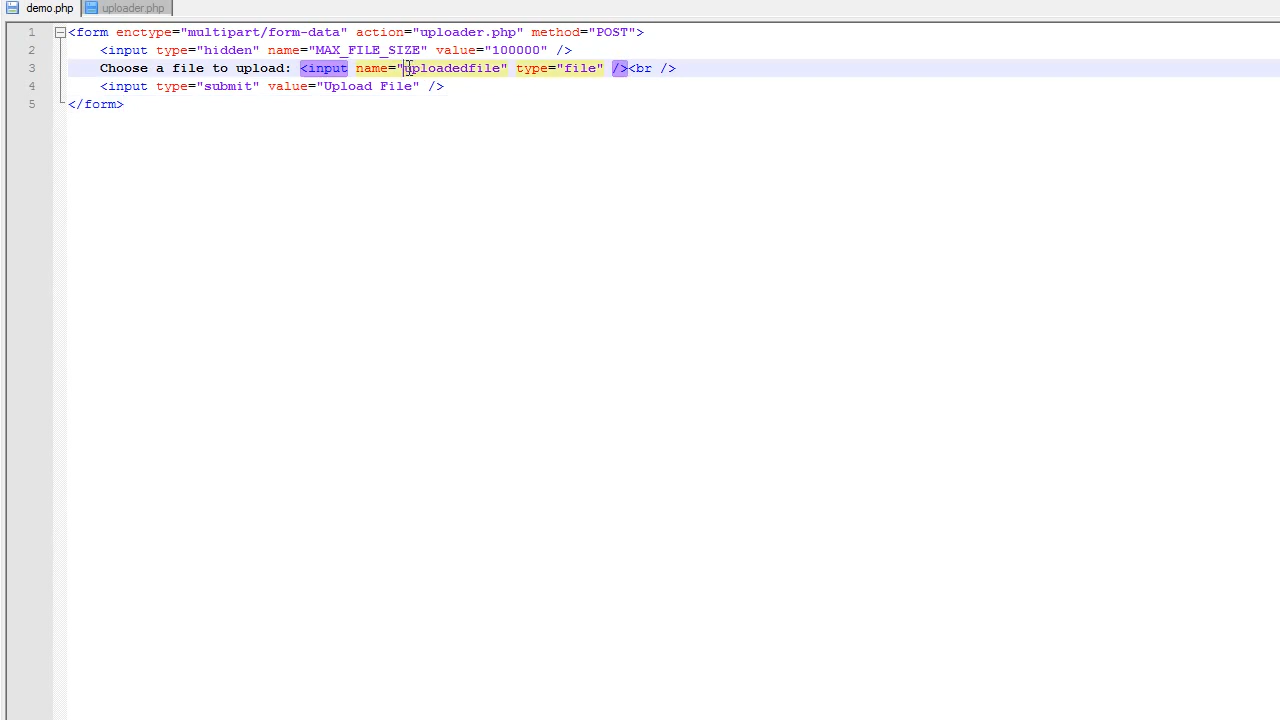 demo.php uploader.php
1 <form enctype="multipart/form-data" action="uploader.php" method="POST">
2 <input type="hidden" name="MAX_FILE_SIZE" value="100000" />
3 Choose a file to upload: <input name="uploadedfile" type="file" /><br />
4 <input type="submit" value="Upload File" />
5 </form>